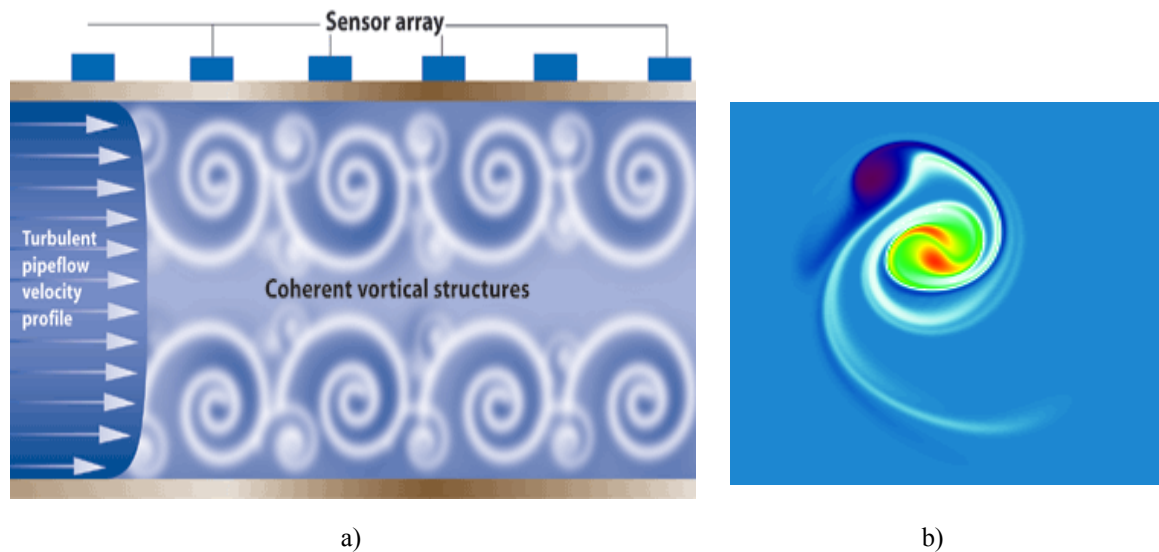 Sensor array
Turbulent
pipeflow
velocity
profile
Coherent vortical structures
a)
b)